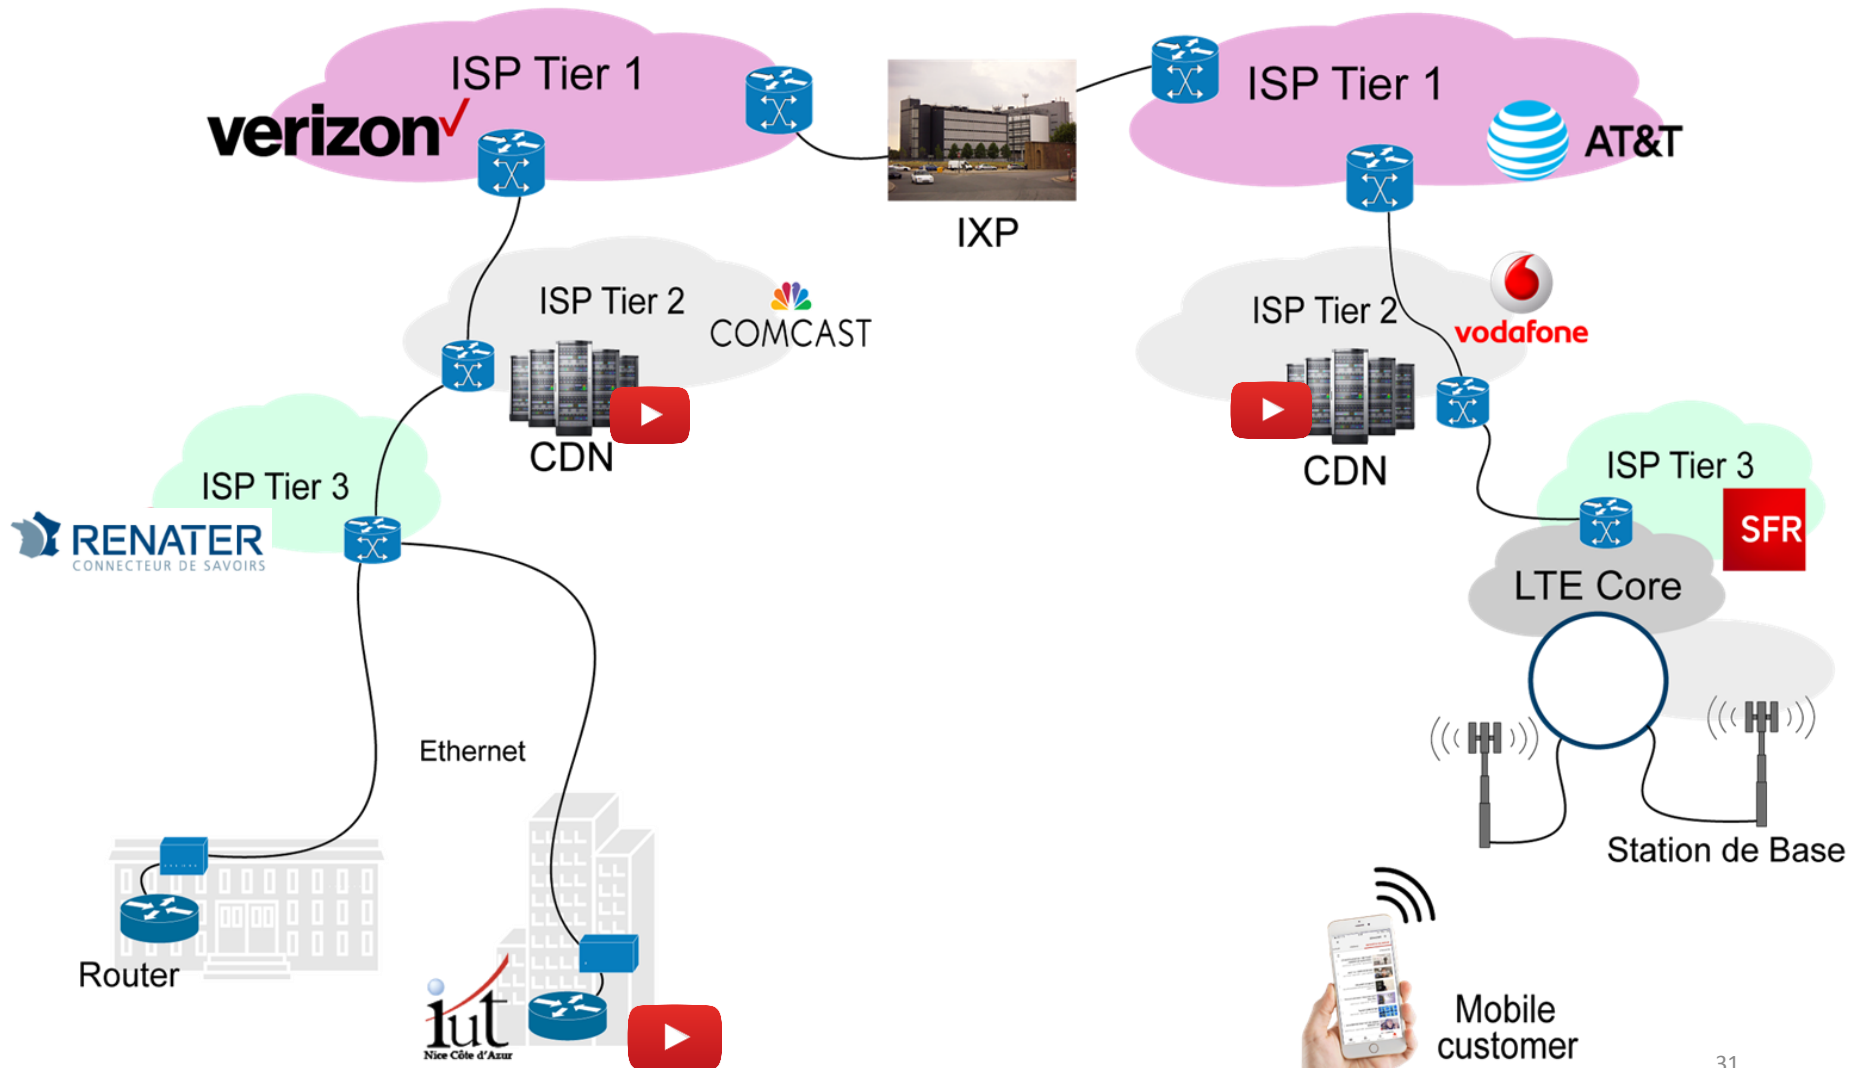 ISP Tier 1
verizon
IXP
ISP Tier 1
AT&T
ISP Tier 2
COMCAST
CDN
ISP Tier 2
vodafone
CDN
ISP Tier 3
RENATER
CONNECTEUR DE SAVOIRS
ISP Tier 3
SFR
LTE Core
Ethernet
Station de Base
Router
iut
Nice Côte d'Azur
Mobile
customer
31